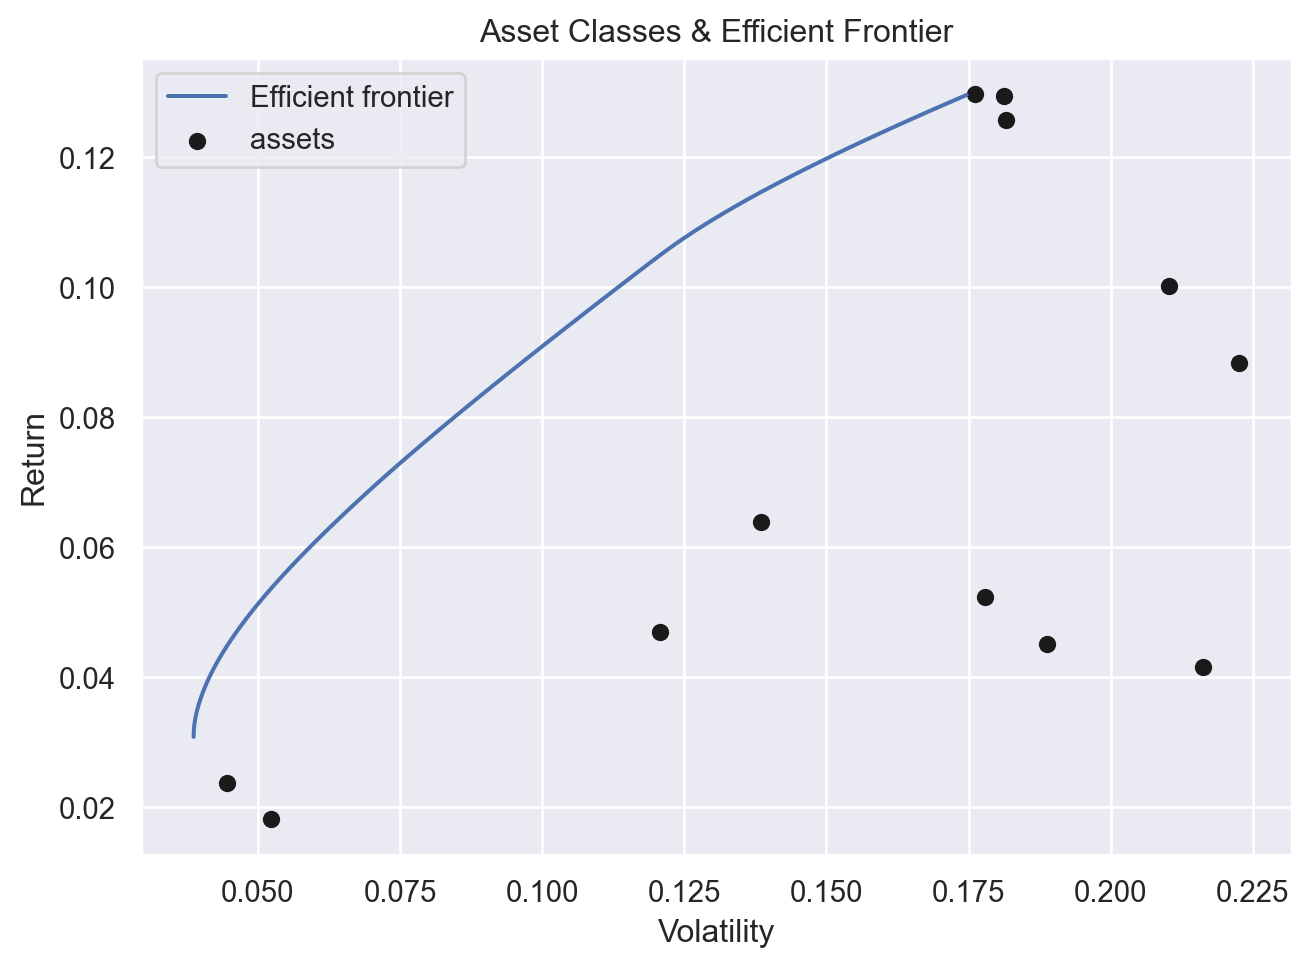 Asset Classes & Efficient Frontier
Efficient frontier
assets
0.12
0.10
0.08
0.06
0.04
0.02
Return
0.050 0.075 0.100 0.125 0.150 0.175 0.200 0.225
Volatility